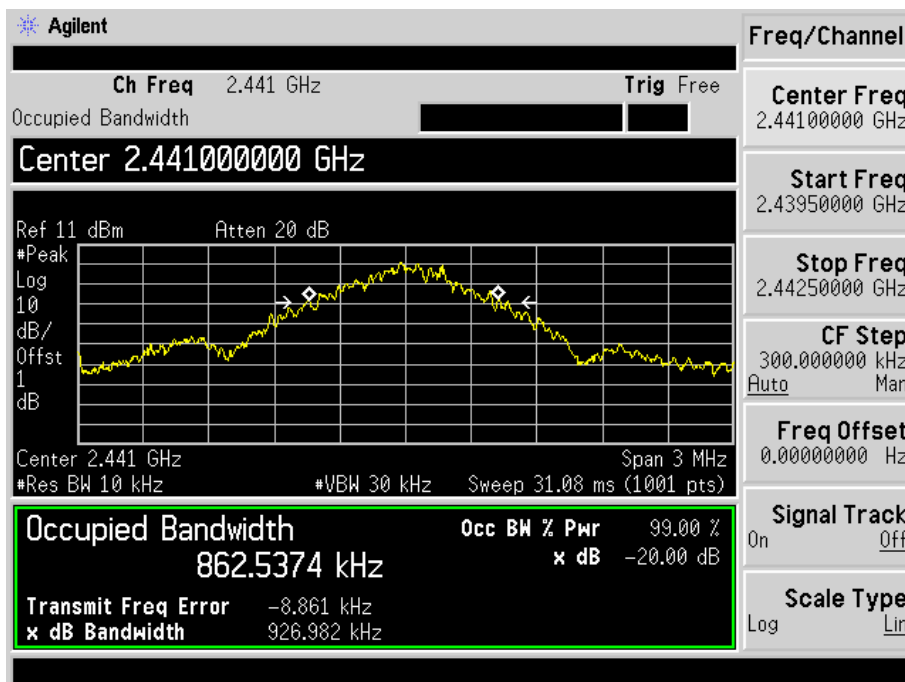 Agilent
Freq/Channel
Ch Freq 2.441 GHz Trig Free
Occupied Bandwidth
Center 2.441000000 GHz
Ref 11 dBm Atten 20 dB
#Peak
Log
10
dB/
Offst
1
dB
Center 2.441 GHz Span 3 MHz
#Res BW 10 kHz #VBW 30 kHz Sweep 31.08 ms (1001 pts)
Occupied Bandwidth Occ BW % Pwr 99.00 %
862.5374 kHz x dB -20.00 dB
Transmit Freq Error -8.861 kHz
x dB Bandwidth 926.982 kHz
Center Freq
2.44100000 GHz
Start Freq
2.43950000 GHz
Stop Freq
2.44250000 GHz
CF Step
300.000000 kHz
Auto Man
Freq Offset
0.00000000 Hz
Signal Track
On Off
Scale Type
Log Lin